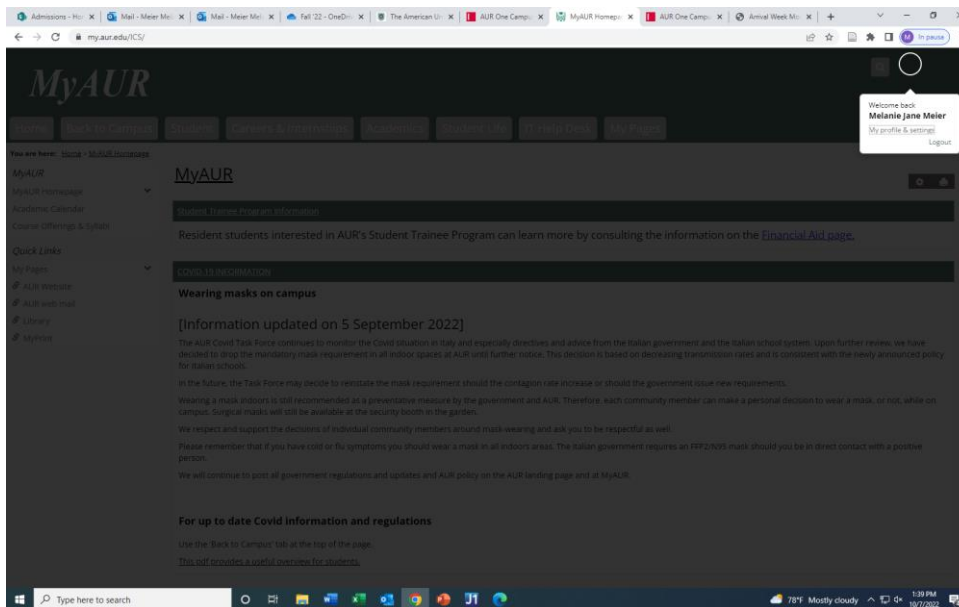 Admissions - Ho
Mail - Meier Mel
Mail - Meier Mel
Fall '22 - OneDri
The American U
AUR One Camp
MyAUR Homep
AUR One Camp
Arrival Week Mo
my.aur.edu/ICS/
M In pausa
MyAUR
Welcome back
Melanie Jane Meier
My profile & settings
Logout
Home Back to Campus Student Careers & Internships Academics Student Life IT Help Desk My Pages
You are here: Home > MyAUR Homepage
MyAUR
MyAUR Homepage
Academic Calendar
Course Offerings & Syllabi
Quick Links
My Pages
AUR Website
AUR web mail
Library
MyPrint
MyAUR
Student Trainee Program Information
Resident students interested in AUR's Student Trainee Program can learn more by consulting the information on the Financial Aid page.
COVID 19 INFORMATION
Wearing masks on campus
[Information updated on 5 September 2022]
The AUR Covid Task Force continues to monitor the Covid situation in Italy and especially directives and advice from the Italian government and the Italian school system. Upon further review, we have
decided to drop the mandatory mask requirement in all indoor spaces at AUR until further notice. This decision is based on decreasing transmission rates and is consistent with the newly announced policy
for Italian schools.
In the future, the Task Force may decide to reinstate the mask requirement should the contagion rate increase or should the government issue new requirements.
Wearing a mask indoors is still recommended as a preventative measure by the government and AUR. Therefore, each community member can make a personal decision to wear a mask, or not, while on
campus. Surgical masks will still be available at the security booth in the garden.
We respect and support the decisions of individual community members around mask-wearing and ask you to be respectful as well.
Please remember that if you have cold or flu symptoms you should wear a mask in all indoors areas. The Italian government requires an FFP2/N95 mask should you be in direct contact with a positive
person.
We will continue to post all government regulations and updates and AUR policy on the AUR landing page and at MyAUR.
For up to date Covid information and regulations
Use the 'Back to Campus' tab at the top of the page.
This pdf provides a useful overview for students.
Type here to search
78°F Mostly cloudy
1:39 PM
10/7/2022